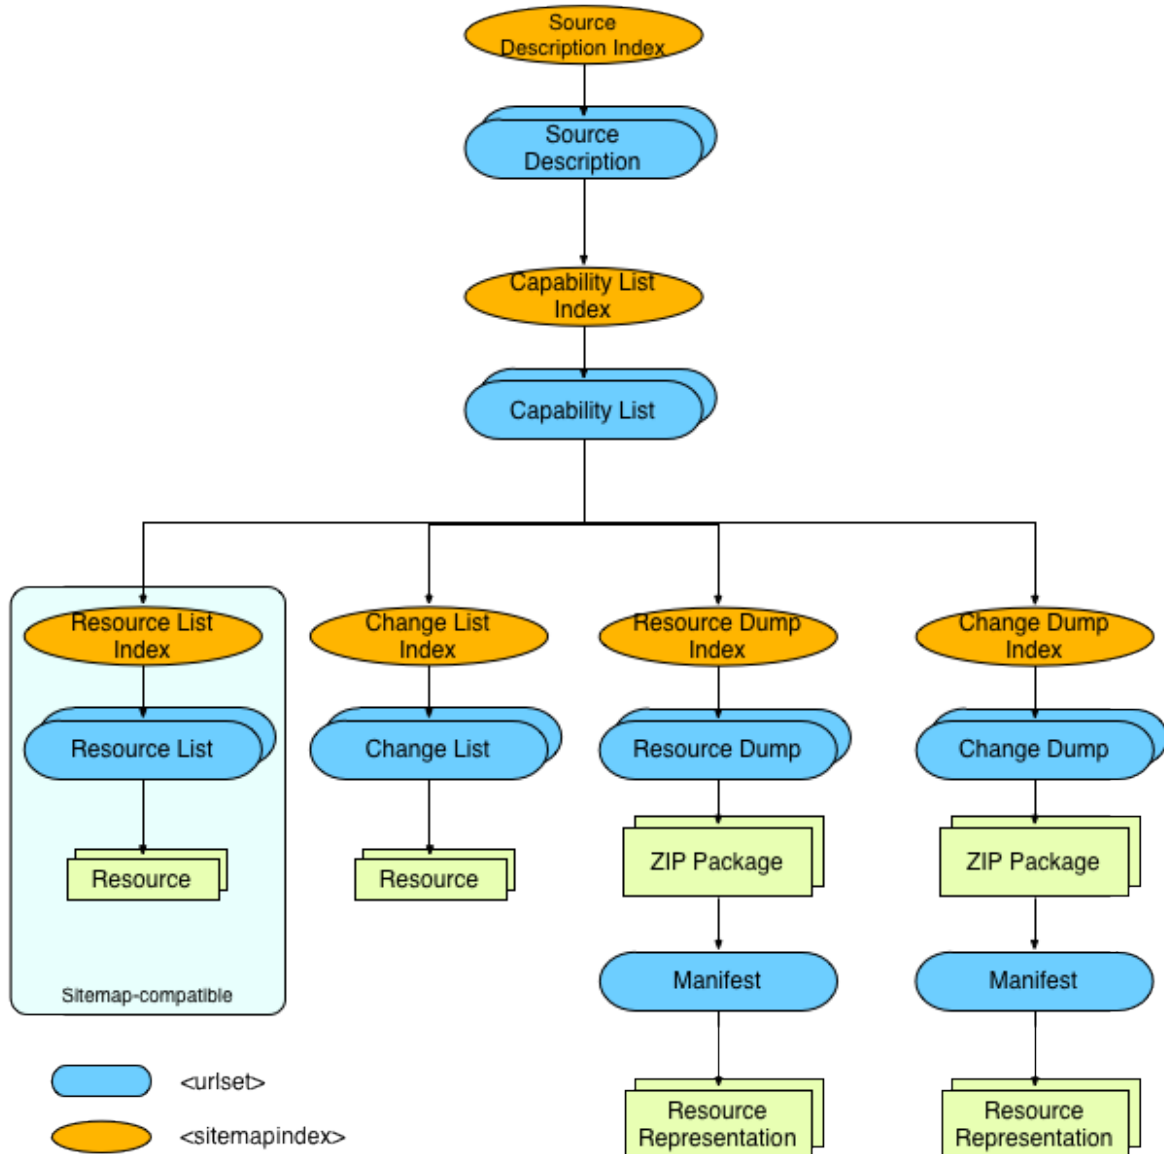 Source
Description Index
Source
Description
Capability List
Index
Capability List
Resource List
Index
Change List
Index
Resource Dump
Index
Change Dump
Index
Resource List
Change List
Resource Dump
Change Dump
Resource
Resource
ZIP Package
ZIP Package
Manifest
Manifest
Sitemap-compatible
<urlset>
<sitemapindex>
Resource
Representation
Resource
Representation